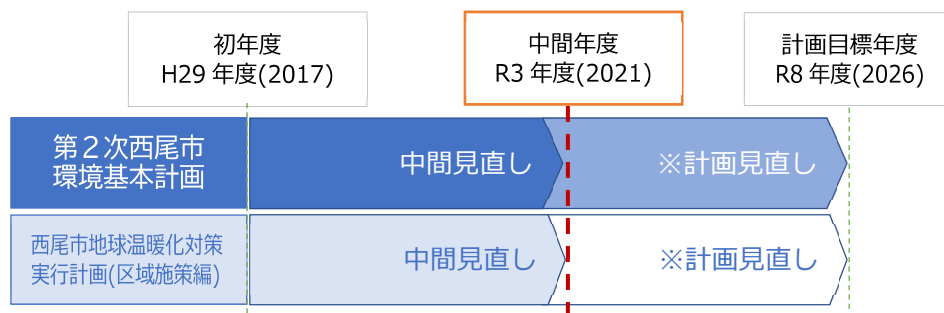 初年度
H29 年度(2017)
中間年度
R3 年度(2021)
計画目標年度
R8 年度(2026)
第２次西尾市
環境基本計画
中間見直し
※計画見直し
西尾市地球温暖化対策
実行計画(区域施策編)
中間見直し
※計画見直し